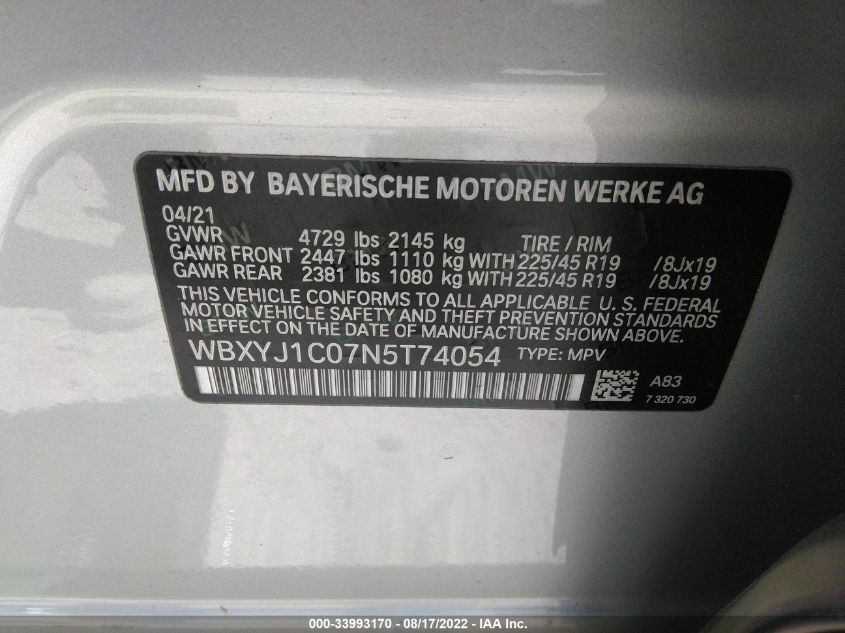 MFD BY BAYERISCHE MOTOREN WERKE AG
04/21
GVWR 4729 lbs 2145 kg TIRE / RIM
GAWR FRONT 2447 lbs 1110 kg WITH 225/45 R19 /8Jx19
GAWR REAR 2381 lbs 1080 kg WITH 225/45 R19 /8Jx19
THIS VEHICLE CONFORMS TO ALL APPLICABLE U. S. FEDERAL
MOTOR VEHICLE SAFETY AND THEFT PREVENTION STANDARDS
IN EFFECT ON THE DATE OF MANUFACTURE SHOWN ABOVE.
WBXYJ1C07N5T74054 TYPE: MPV
A83
7 320 730
000-33993170 - 08/17/2022 - IAA Inc.